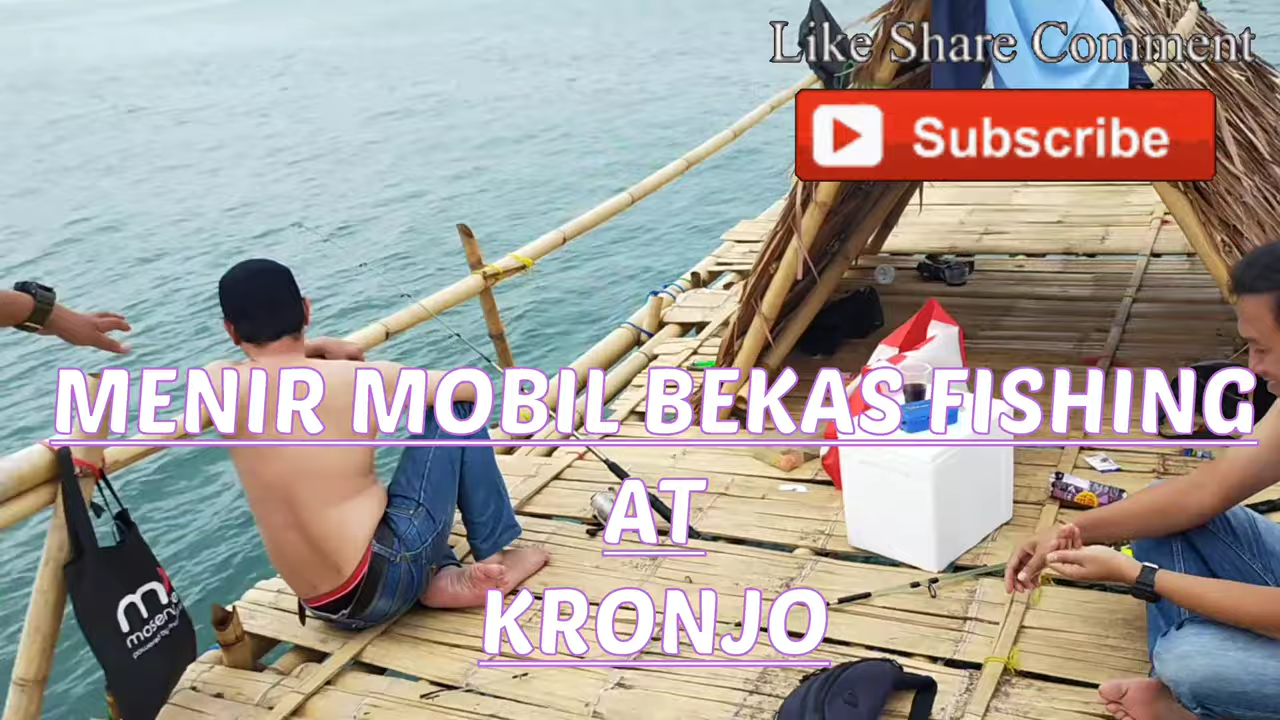 Like Share Comment
Subscribe
MENIR MOBIL BEKAS FISHING
AT
KRONJO